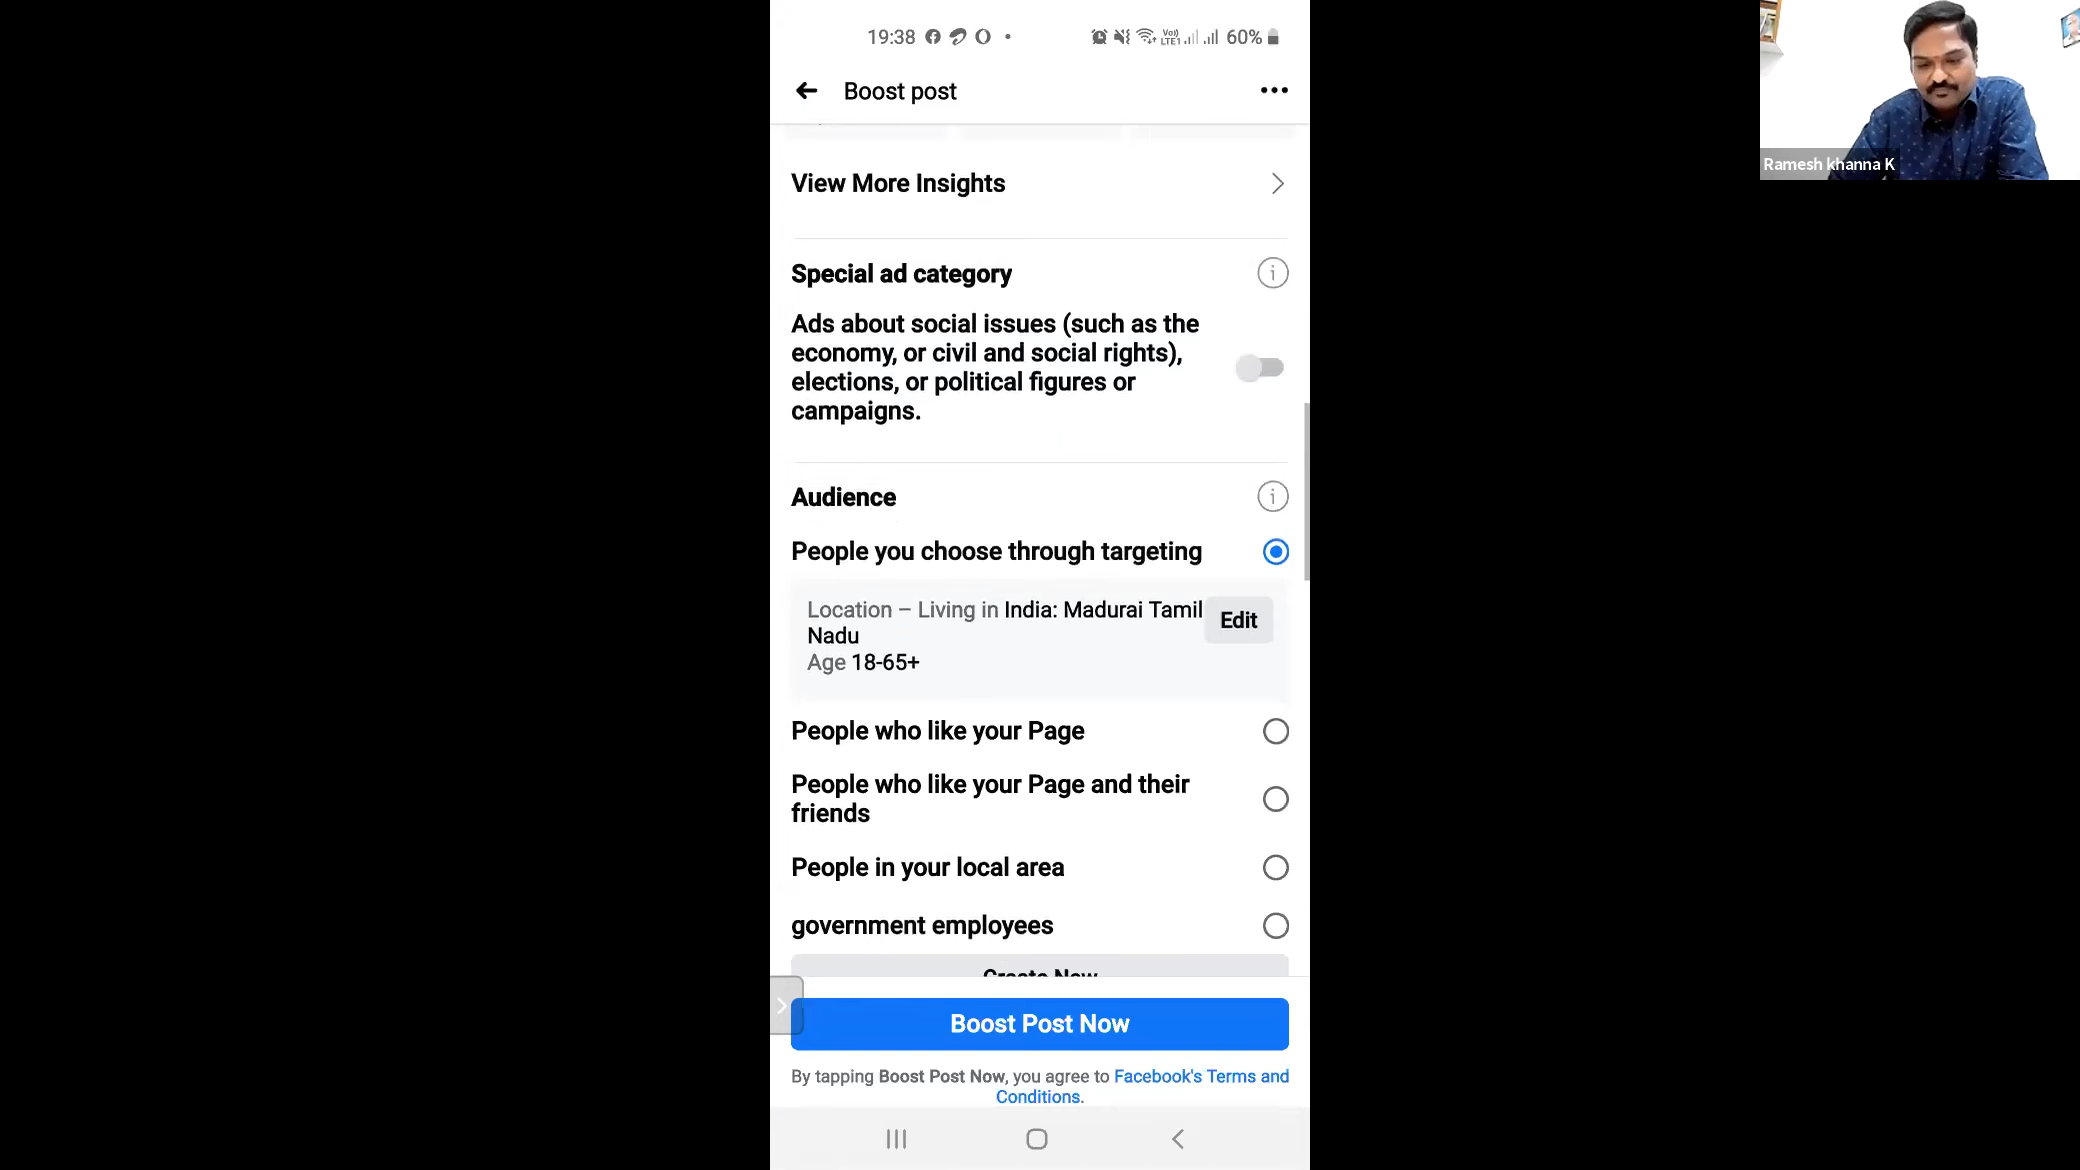 19:38
Vo))
LTE1
60%
Boost post
View More Insights
Special ad category
Ads about social issues (such as the
economy, or civil and social rights),
elections, or political figures or
campaigns.
Audience
People you choose through targeting
Location – Living in India: Madurai Tamil
Nadu
Age 18-65+
Edit
People who like your Page
People who like your Page and their
friends
People in your local area
government employees
Create New
Boost Post Now
By tapping Boost Post Now, you agree to Facebook's Terms and
Conditions.
Ramesh khanna K